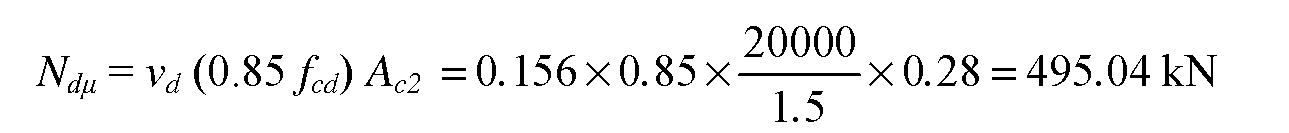 N_{dμ} = v_d (0.85 f_{cd}) A_{c2} = 0.156 × 0.85 × \frac{20000}{1.5} × 0.28 = 495.04 kN